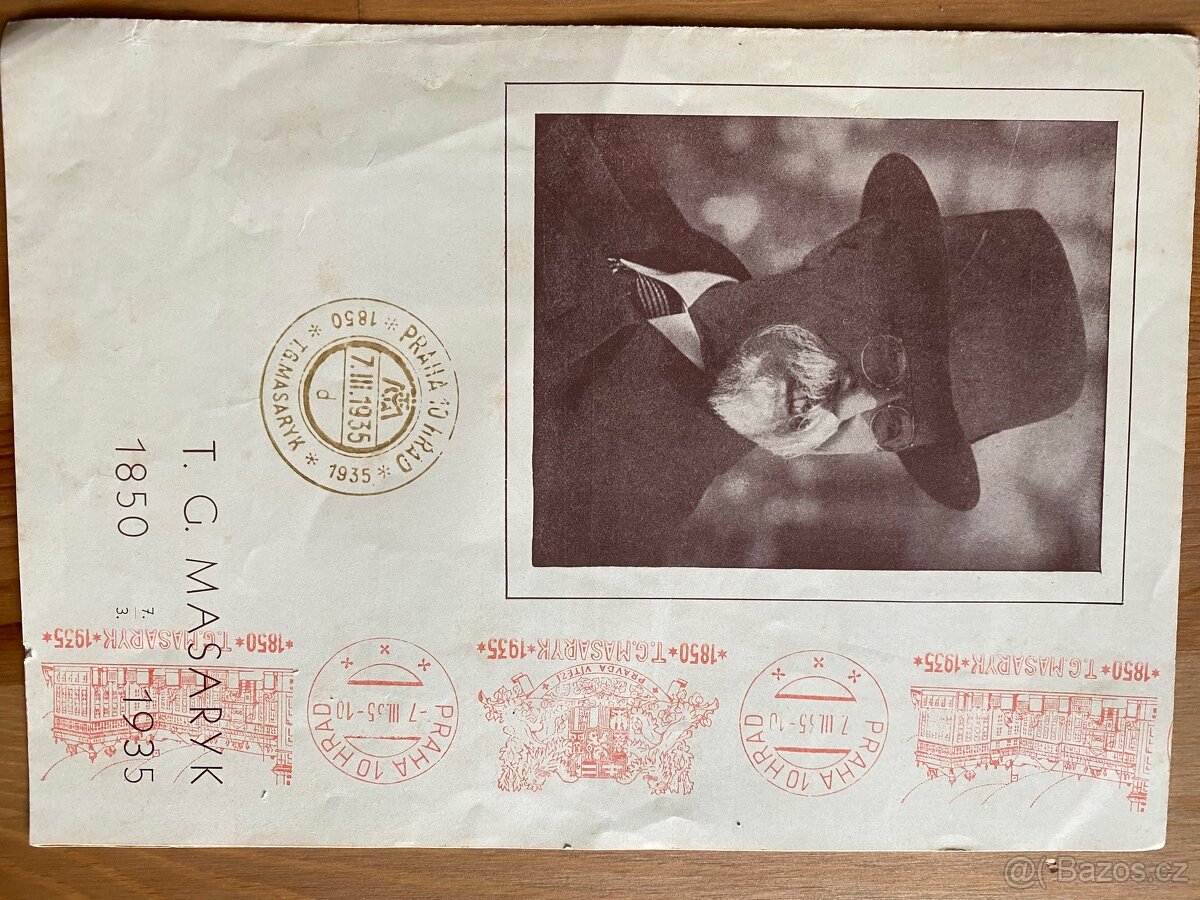 T. G. MASARYK
1850 7. 3. 1935
* PRAHA 10 HRAD *
1850 * T.G.MASARYK * 1935
7.III.1935
d
*1850*T.G.MASARYK*1935*
PRAHA 10 HRAD
-7.III.35-10
*1850*T.G.MASARYK*1935*
PRAVDA VÍTĚZÍ
PRAHA 10 HRAD
7.III.35-10
*1850*T.G.MASARYK*1935*
@( Bazos.cz